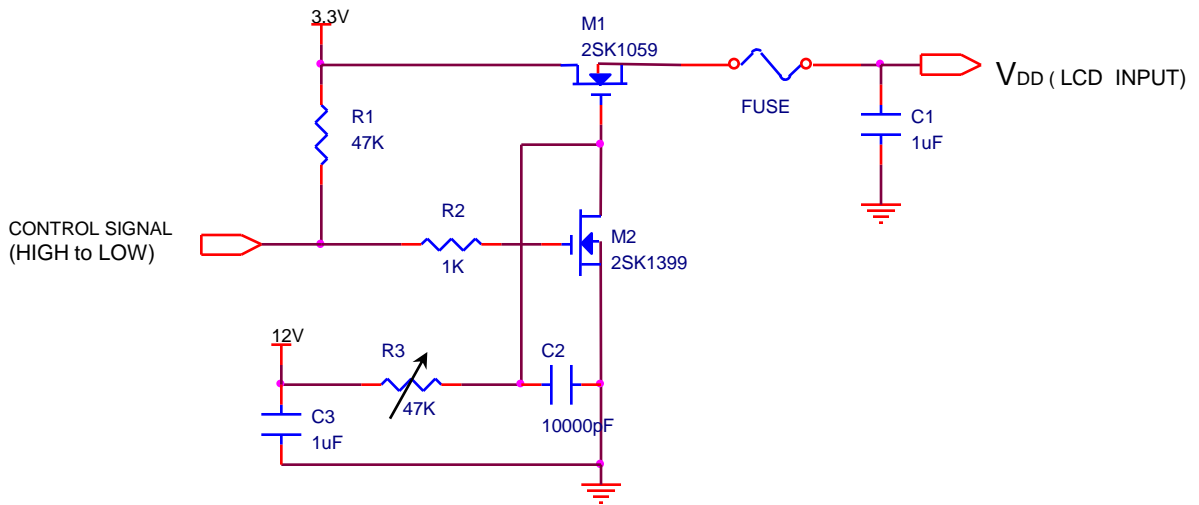 3.3V
M1
2SK1059
FUSE
VDD ( LCD INPUT)
R1
47K
C1
1uF
CONTROL SIGNAL
(HIGH to LOW)
R2
1K
M2
2SK1399
12V
R3
47K
C2
10000pF
C3
1uF